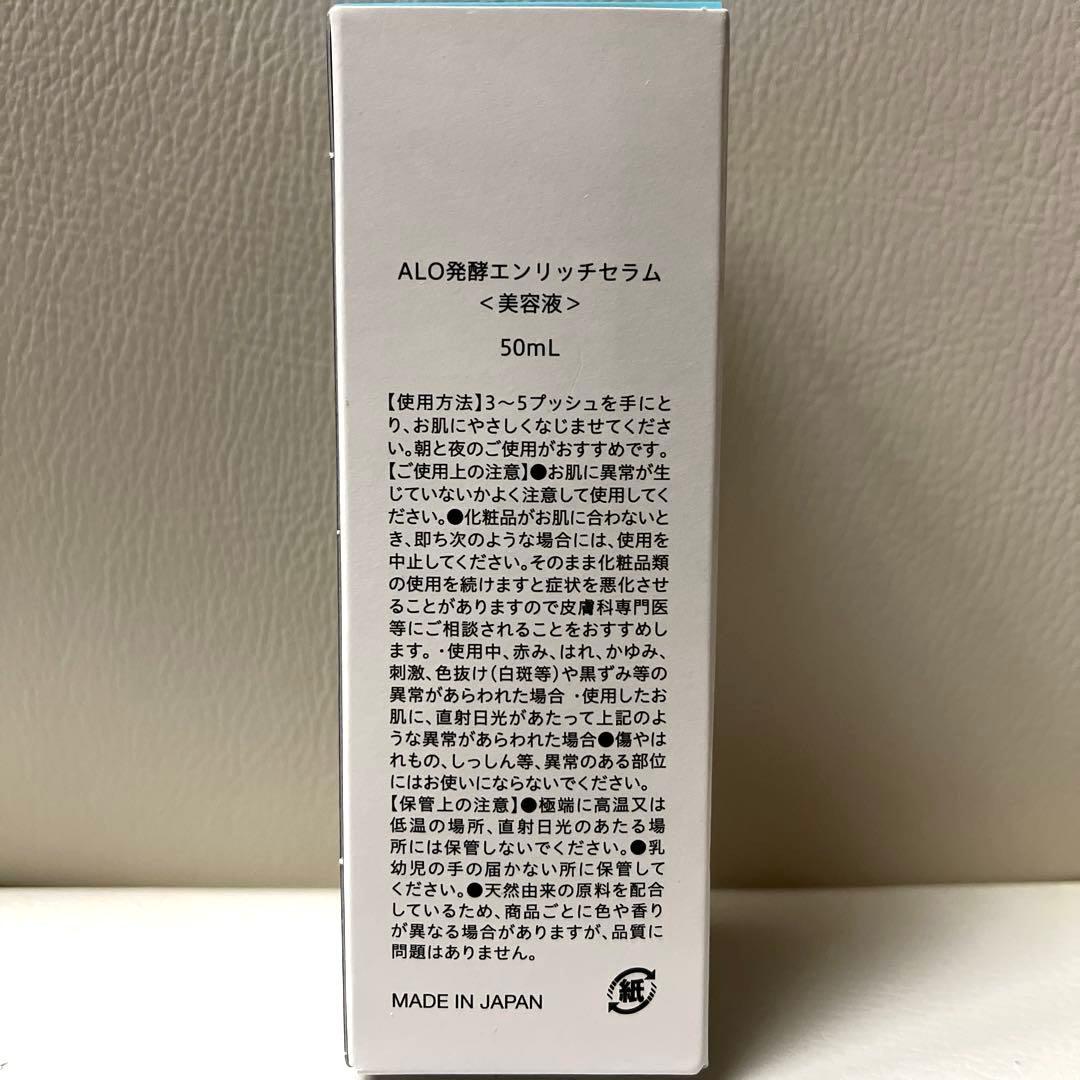 ALO発酵エンリッチセラム
＜美容液＞
50mL
【使用方法】3〜5プッシュを手にと
り、お肌にやさしくなじませてくださ
い。朝と夜のご使用がおすすめです。
【ご使用上の注意】●お肌に異常が生
じていないかよく注意して使用してく
ださい。●化粧品がお肌に合わないと
き、即ち次のような場合には、使用を
中止してください。そのまま化粧品類
の使用を続けますと症状を悪化させ
ることがありますので皮膚科専門医
等にご相談されることをおすすめし
ます。・使用中、赤み、はれ、かゆみ、
刺激、色抜け（白斑等）や黒ずみ等の
異常があらわれた場合 ・使用したお
肌に、直射日光があたって上記のよ
うな異常があらわれた場合●傷やは
れもの、しっしん等、異常のある部位
にはお使いにならないでください。
【保管上の注意】●極端に高温又は
低温の場所、直射日光のあたる場
所には保管しないでください。●乳
幼児の手の届かない所に保管して
ください。●天然由来の原料を配合
しているため、商品ごとに色や香り
が異なる場合がありますが、品質に
問題はありません。
MADE IN JAPAN
紙